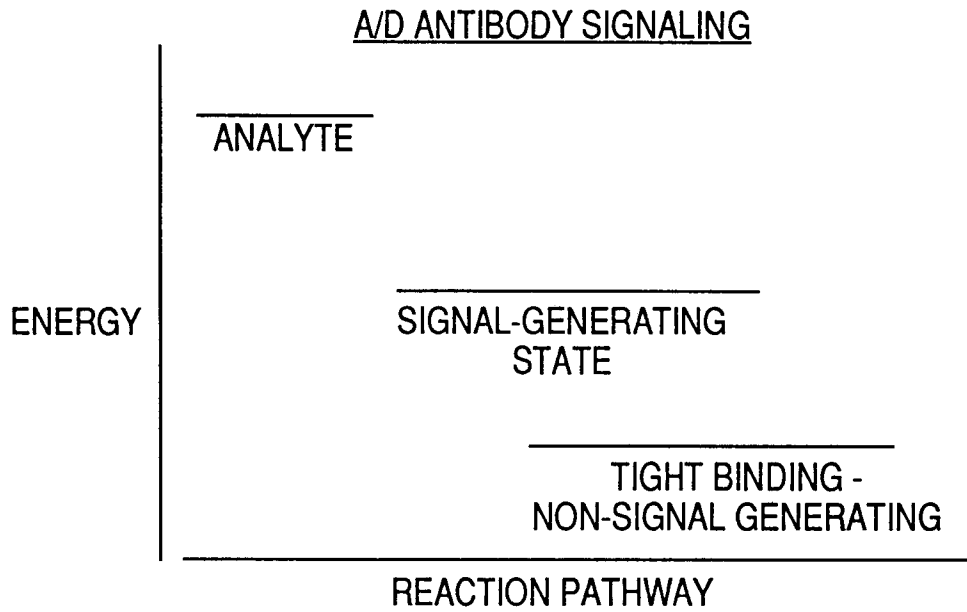 A/D ANTIBODY SIGNALING
ANALYTE
ENERGY
SIGNAL-GENERATING
STATE
TIGHT BINDING -
NON-SIGNAL GENERATING
REACTION PATHWAY